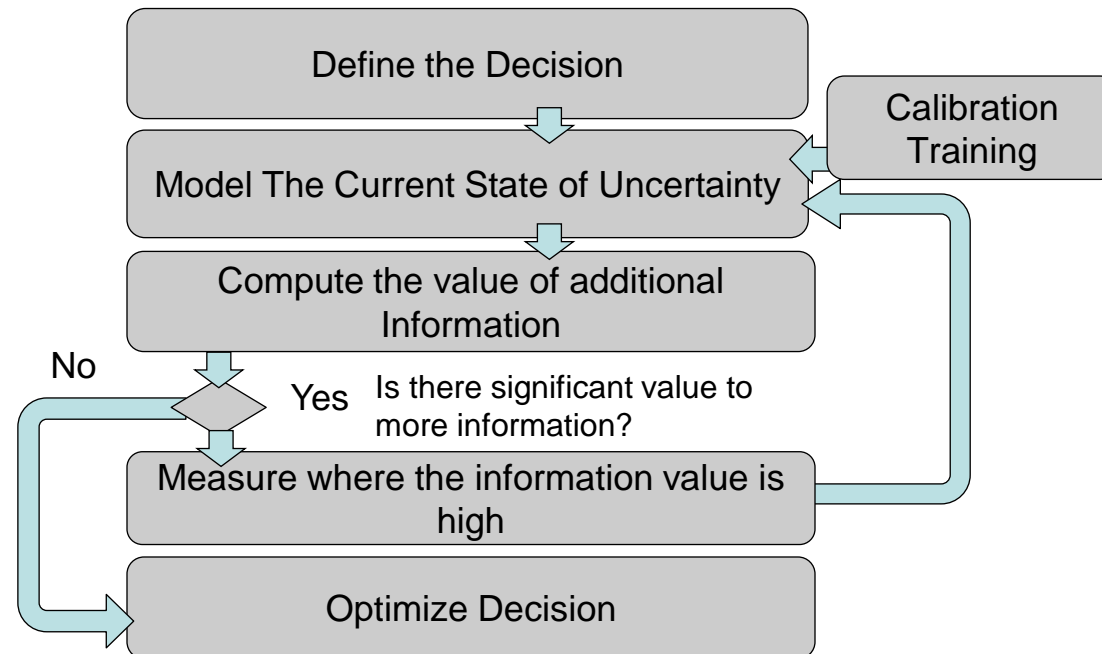 Define the Decision
Calibration
Training
Model The Current State of Uncertainty
Compute the value of additional
Information
No
Yes
Is there significant value to
more information?
Measure where the information value is
high
Optimize Decision